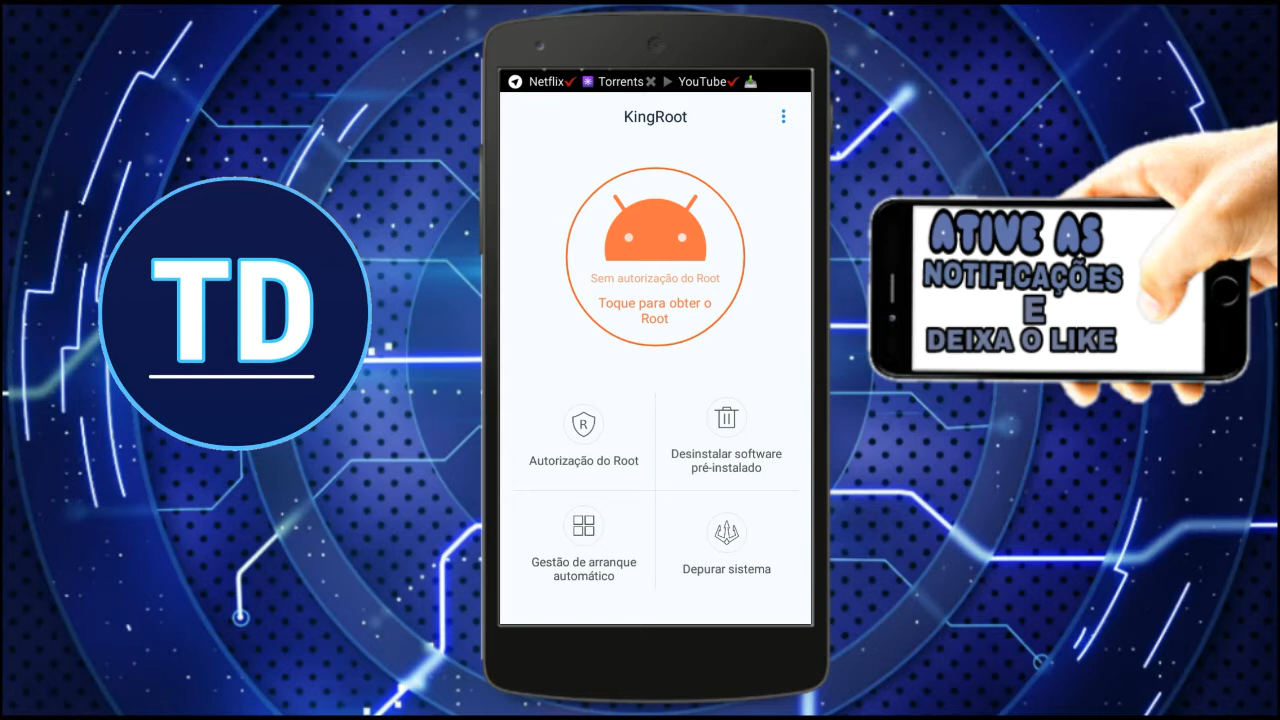 TD
Netflix Torrents YouTube
KingRoot
Sem autorização do Root
Toque para obter o
Root
R
Autorização do Root
Desinstalar software
pré-instalado
Gestão de arranque
automático
Depurar sistema
ATIVE AS
NOTIFICAÇÕES
E
DEIXA O LIKE